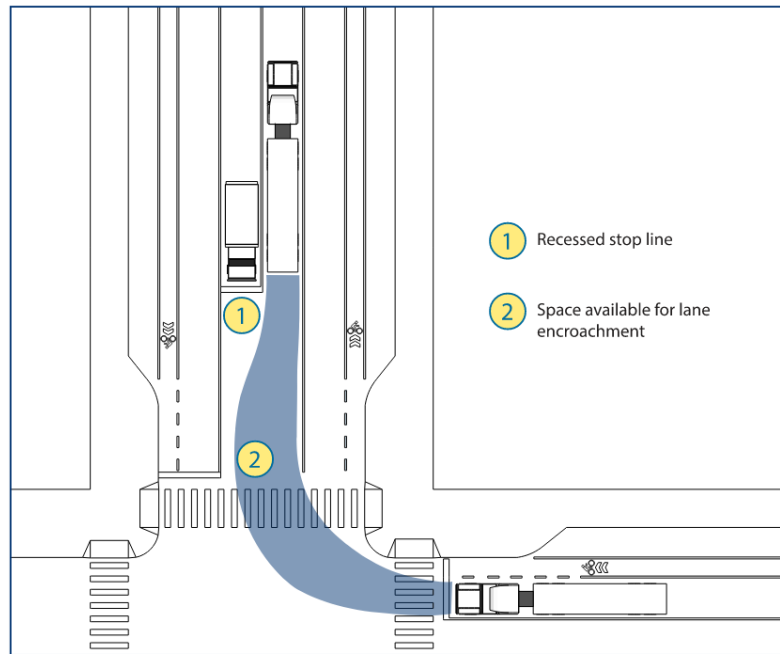 1 Recessed stop line
2 Space available for lane
encroachment
1
2